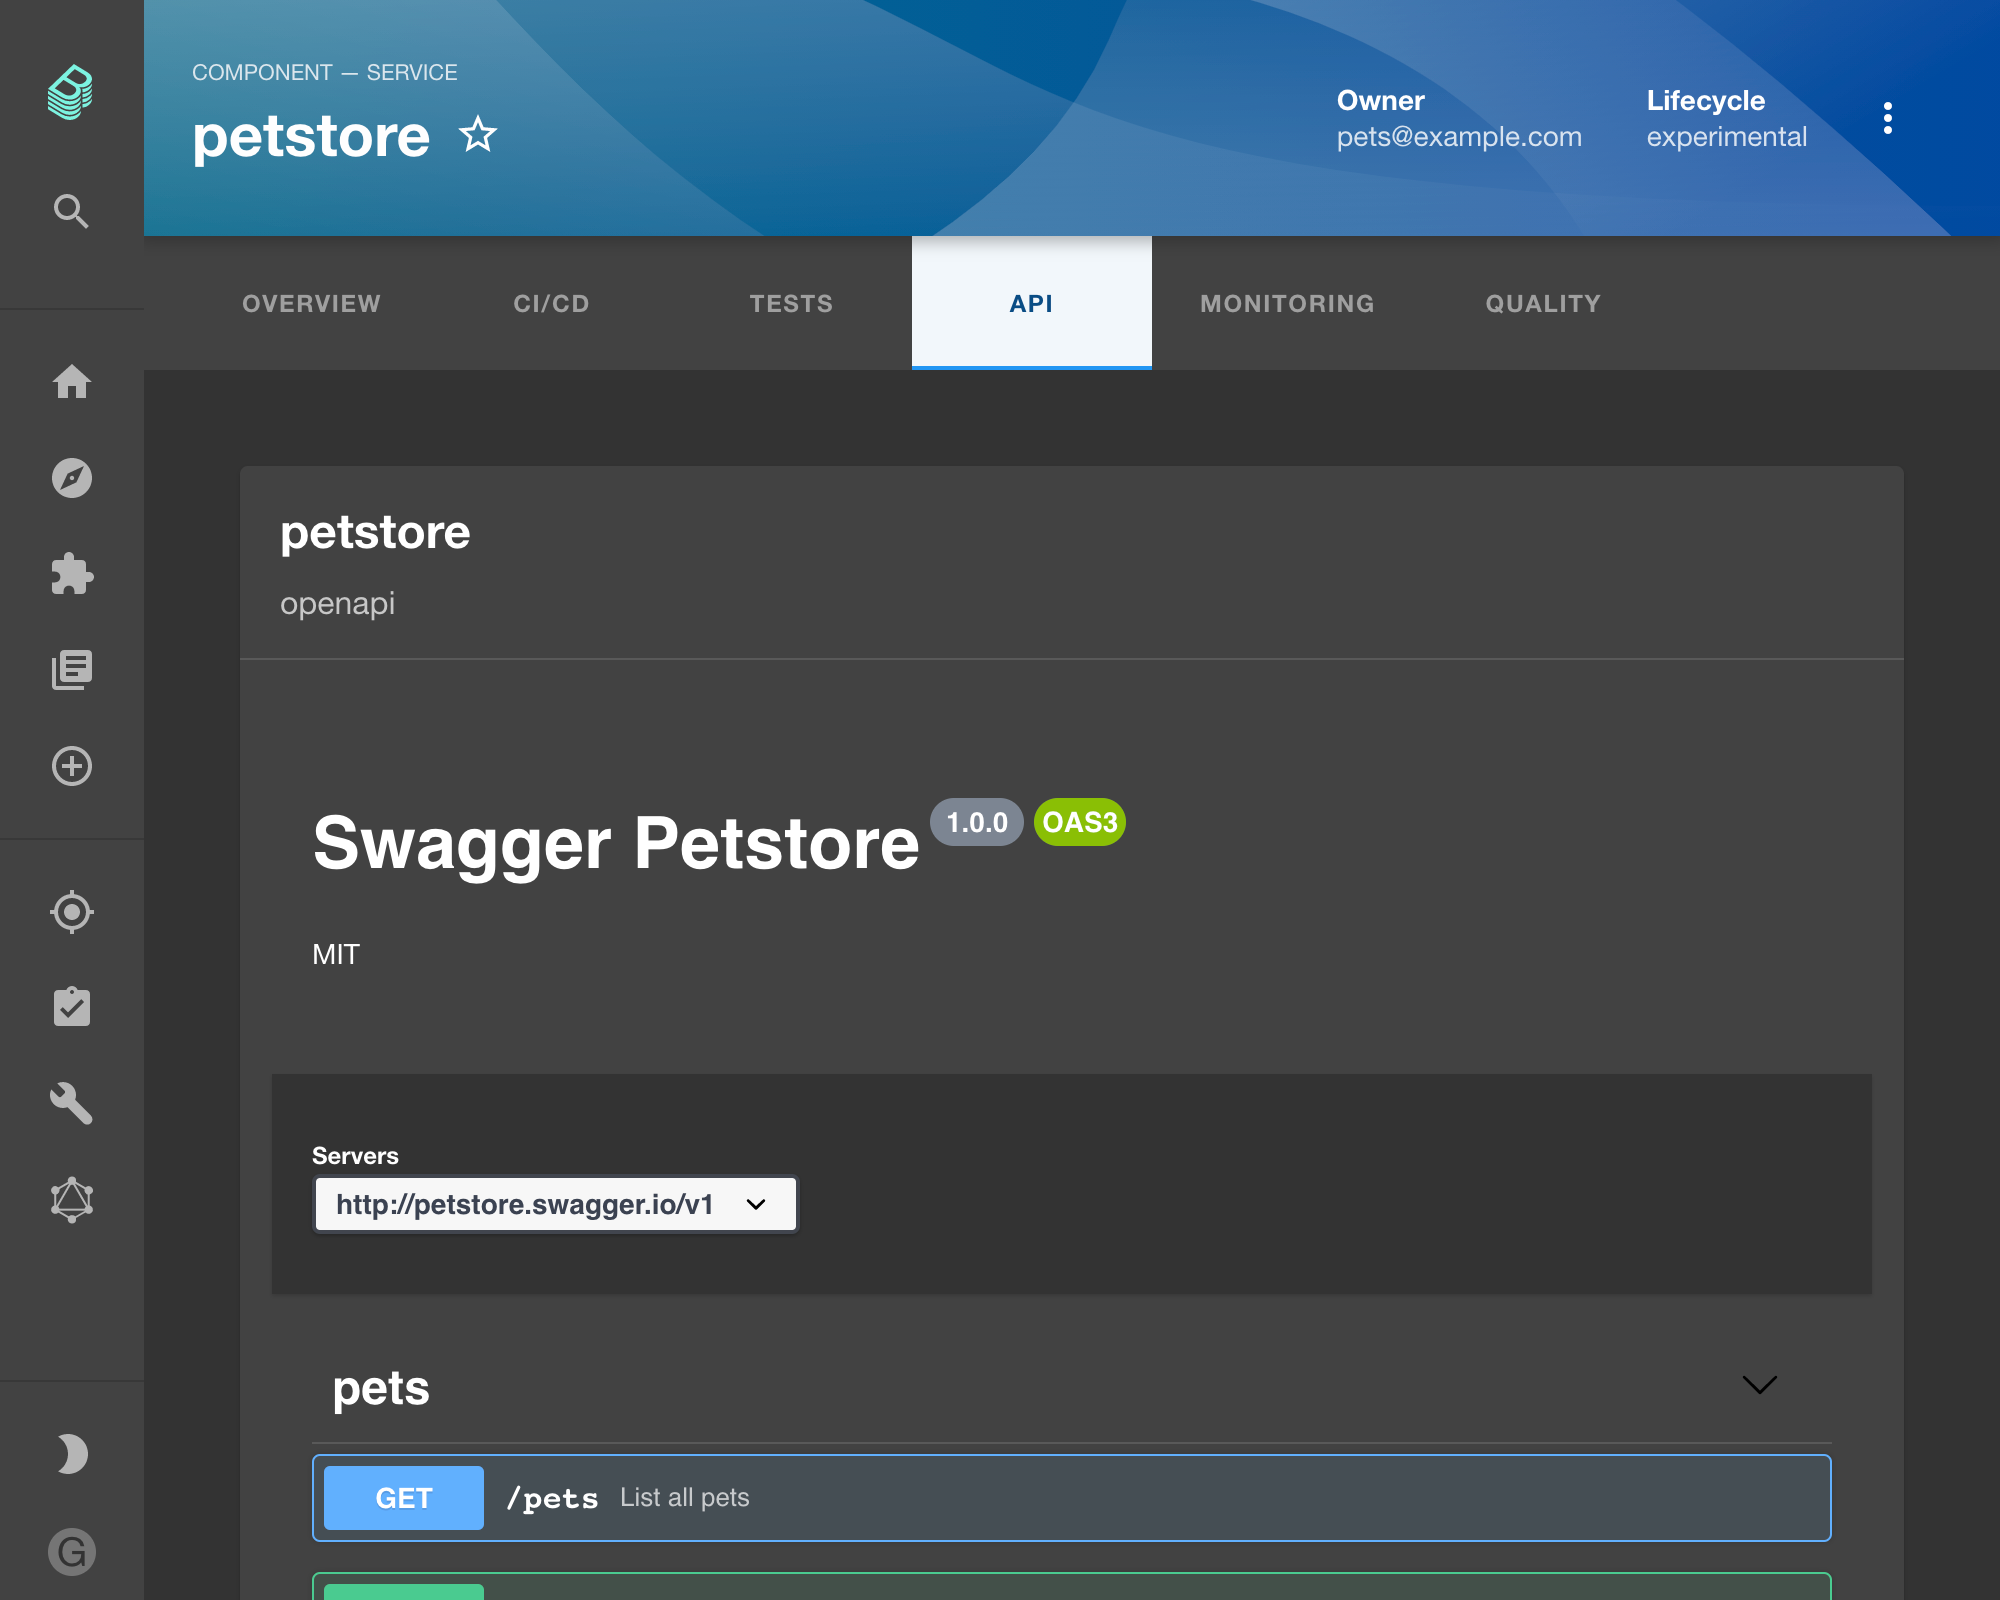 COMPONENT — SERVICE
petstore
Owner
pets@example.com
Lifecycle
experimental
OVERVIEW
CI/CD
TESTS
API
MONITORING
QUALITY
petstore
openapi
Swagger Petstore
1.0.0
OAS3
MIT
Servers
http://petstore.swagger.io/v1
pets
GET
/pets
List all pets
G